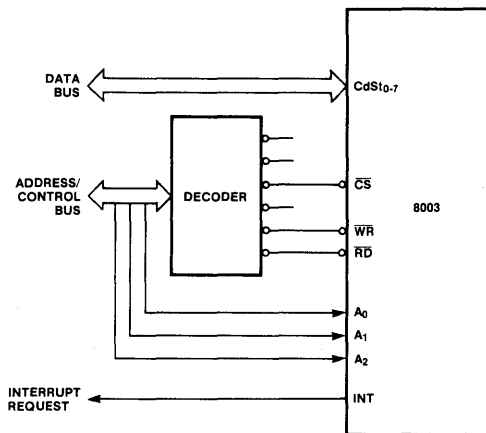 DATA
BUS
CdSt0-7
ADDRESS/
CONTROL
BUS
DECODER
CS
8003
WR
RD
A0
A1
A2
INTERRUPT
REQUEST
INT